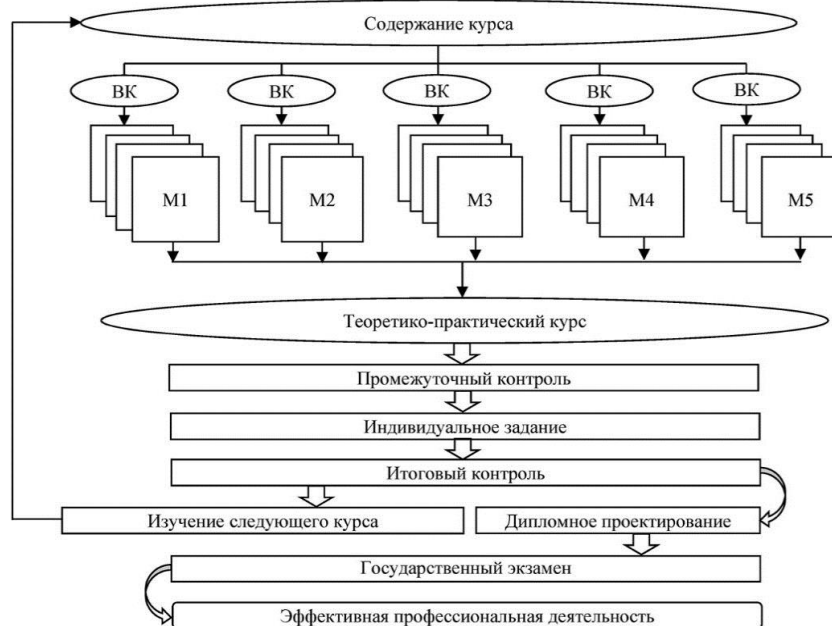 Содержание курса
ВК ВК ВК ВК ВК
М1 М2 М3 М4 М5
Теоретико-практический курс
Промежуточный контроль
Индивидуальное задание
Итоговый контроль
Изучение следующего курса Дипломное проектирование
Государственный экзамен
Эффективная профессиональная деятельность